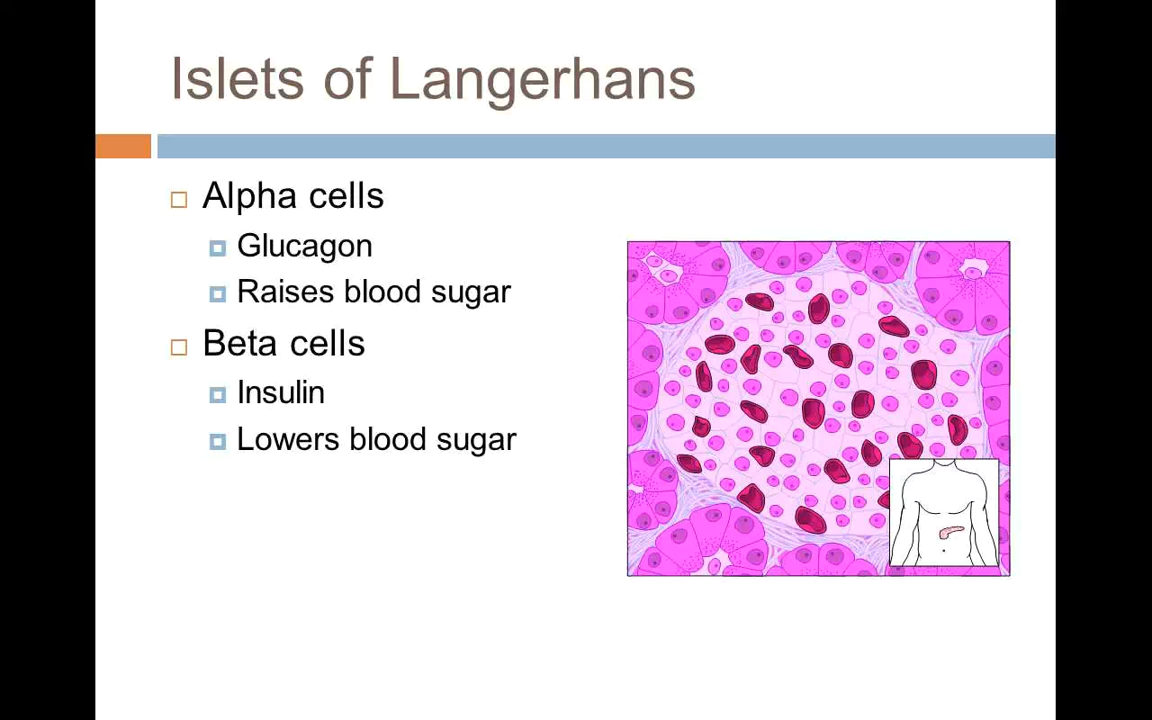 Islets of Langerhans
Alpha cells
Glucagon
Raises blood sugar
Beta cells
Insulin
Lowers blood sugar